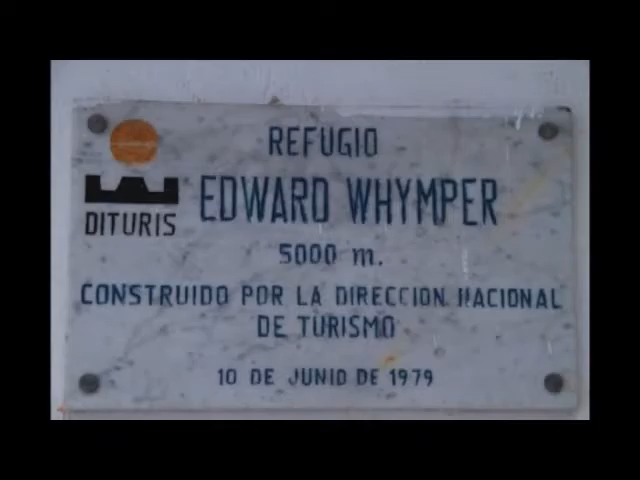 REFUGIO
EDWARD WHYMPER
DITURIS
5000 m.
CONSTRUIDO POR LA DIRECCION NACIONAL
DE TURISMO
10 DE JUNIO DE 1979